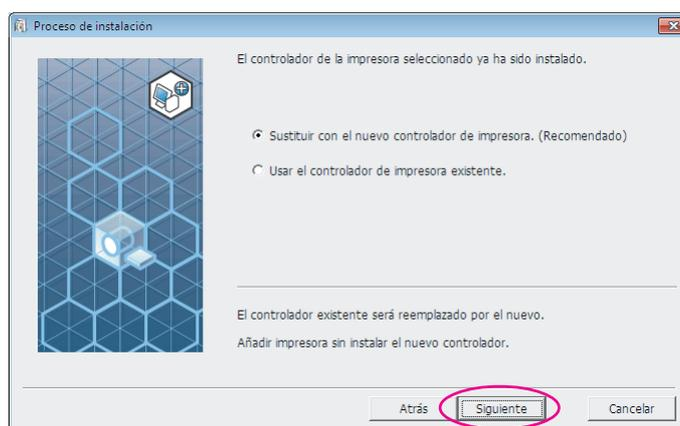 Proceso de instalación
El controlador de la impresora seleccionado ya ha sido instalado.
Sustituir con el nuevo controlador de impresora. (Recomendado)
Usar el controlador de impresora existente.
El controlador existente será reemplazado por el nuevo.
Añadir impresora sin instalar el nuevo controlador.
Atrás Siguiente Cancelar